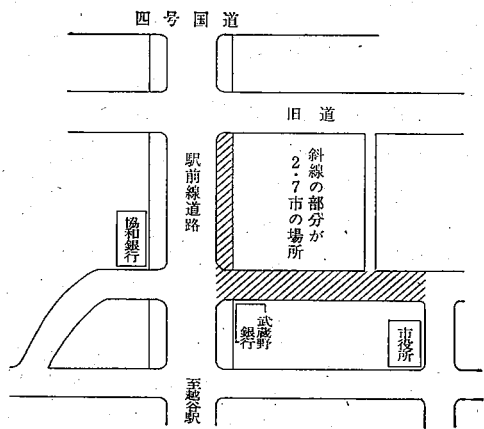 四号国道
旧道
斜線の部分が
2・7市の場所
駅前線道路
協和銀行
武蔵野
銀行
市役所
至越谷駅